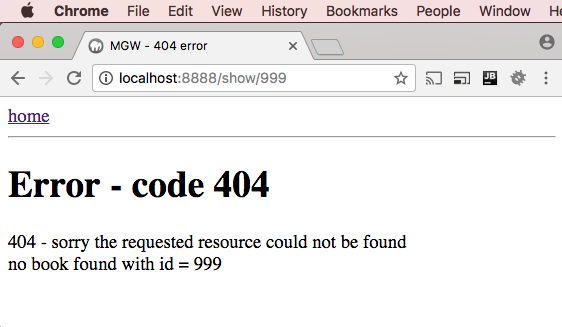 Chrome File Edit View History Bookmarks People Window He
MGW - 404 error
localhost:8888/show/999
JB
home
Error - code 404
404 - sorry the requested resource could not be found
no book found with id = 999